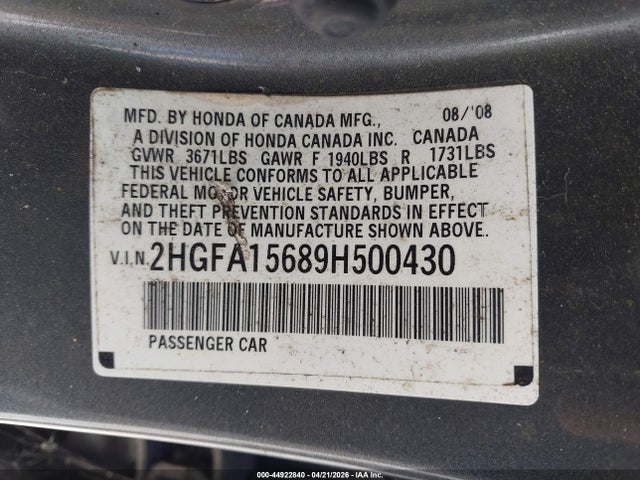 MFD. BY HONDA OF CANADA MFG., 08/'08
A DIVISION OF HONDA CANADA INC. CANADA
GVWR 3671LBS GAWR F 1940LBS R 1731LBS
THIS VEHICLE CONFORMS TO ALL APPLICABLE
FEDERAL MOTOR VEHICLE SAFETY, BUMPER,
AND THEFT PREVENTION STANDARDS IN EFFECT
ON THE DATE OF MANUFACTURE SHOWN ABOVE.
V.I.N. 2HGFA15689H500430
PASSENGER CAR
000-44922840 - 04/21/2026 - IAA Inc.